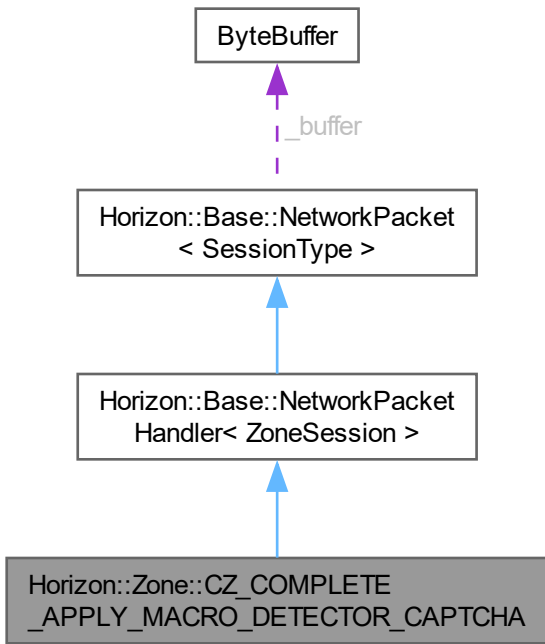 ByteBuffer
_buffer
Horizon::Base::NetworkPacket
< SessionType >
Horizon::Base::NetworkPacket
Handler< ZoneSession >
Horizon::Zone::CZ_COMPLETE
_APPLY_MACRO_DETECTOR_CAPTCHA